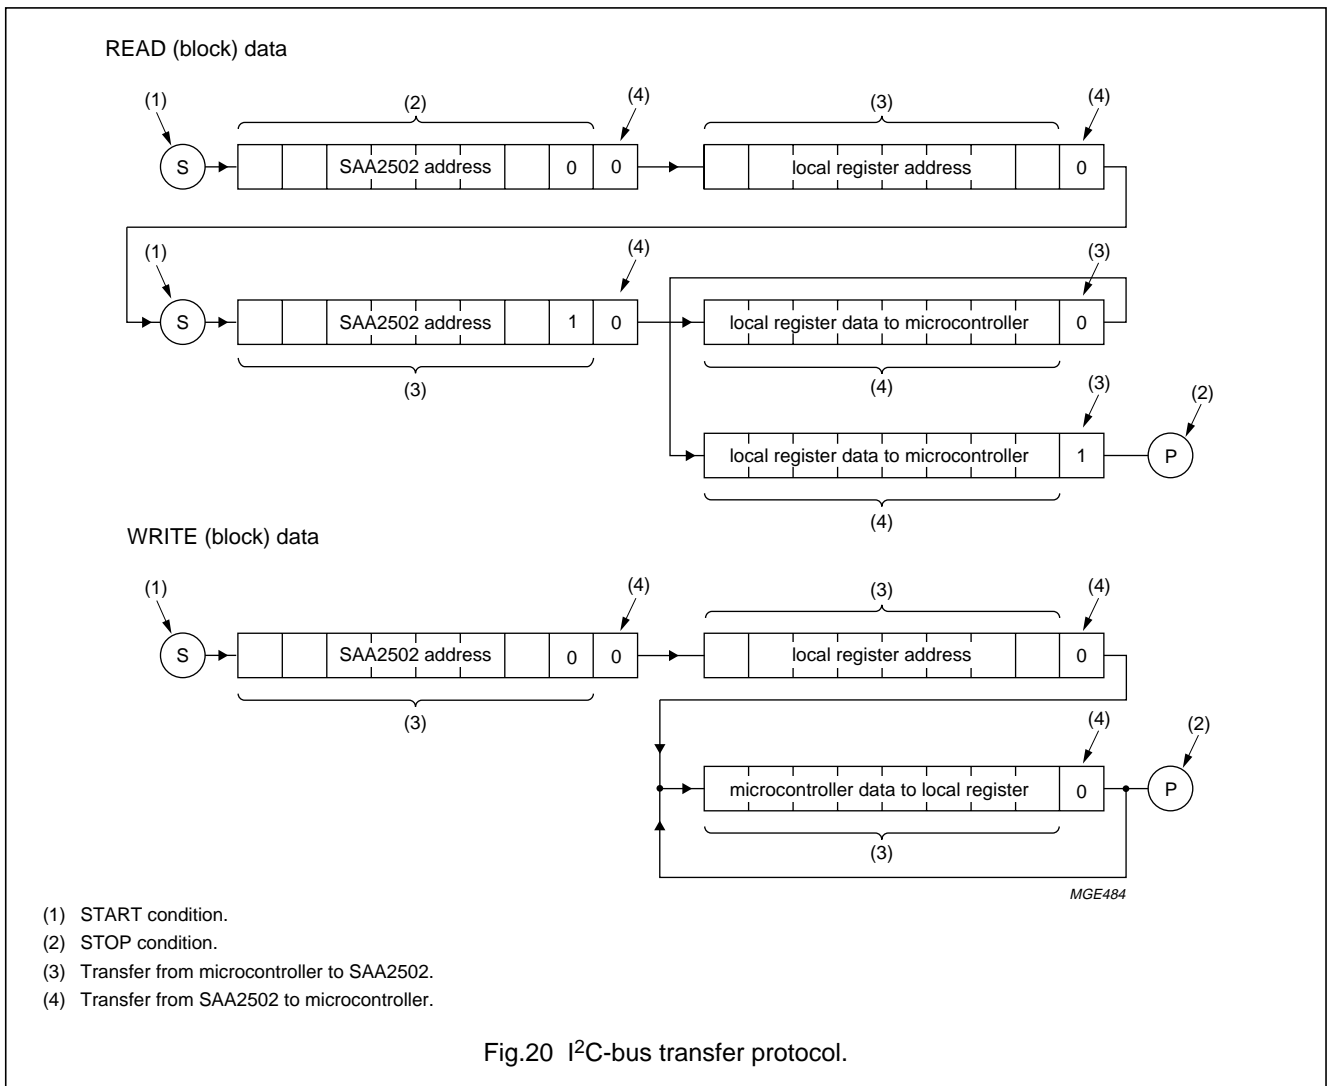 READ (block) data
(1) (2) (4) (3) (4)
S SAA2502 address 0 0 local register address 0
(1) (4) (3)
S SAA2502 address 1 0 local register data to microcontroller 0
(3) (4) (3) (2)
local register data to microcontroller 1 P
(4)
WRITE (block) data
(1) (4) (3) (4)
S SAA2502 address 0 0 local register address 0
(3) (4) (2)
microcontroller data to local register 0 P
(3)
MGE484
(1) START condition.
(2) STOP condition.
(3) Transfer from microcontroller to SAA2502.
(4) Transfer from SAA2502 to microcontroller.
Fig.20 I²C-bus transfer protocol.